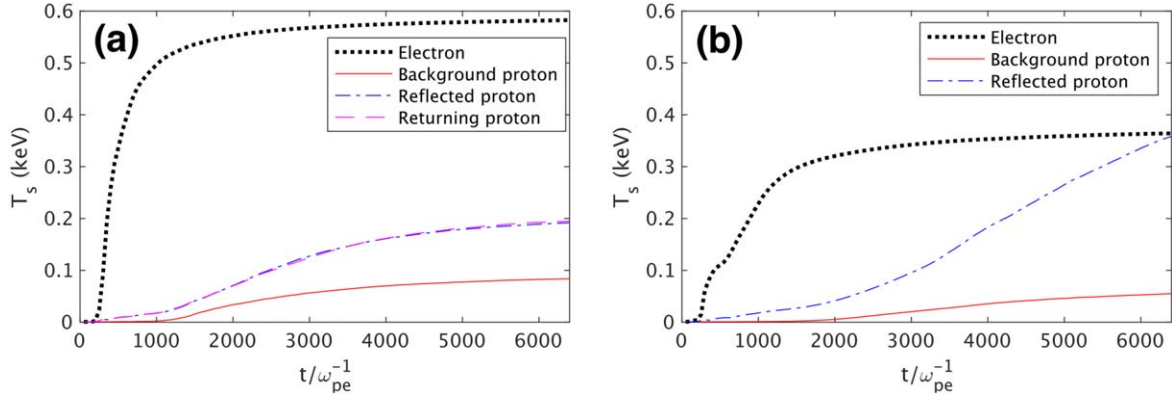 (a)
Electron
Background proton
Reflected proton
Returning proton
T_s (keV)
0.6
0.5
0.4
0.3
0.2
0.1
0
0 1000 2000 3000 4000 5000 6000
t/ω_pe^-1
(b)
Electron
Background proton
Reflected proton
T_s (keV)
0.6
0.5
0.4
0.3
0.2
0.1
0
0 1000 2000 3000 4000 5000 6000
t/ω_pe^-1